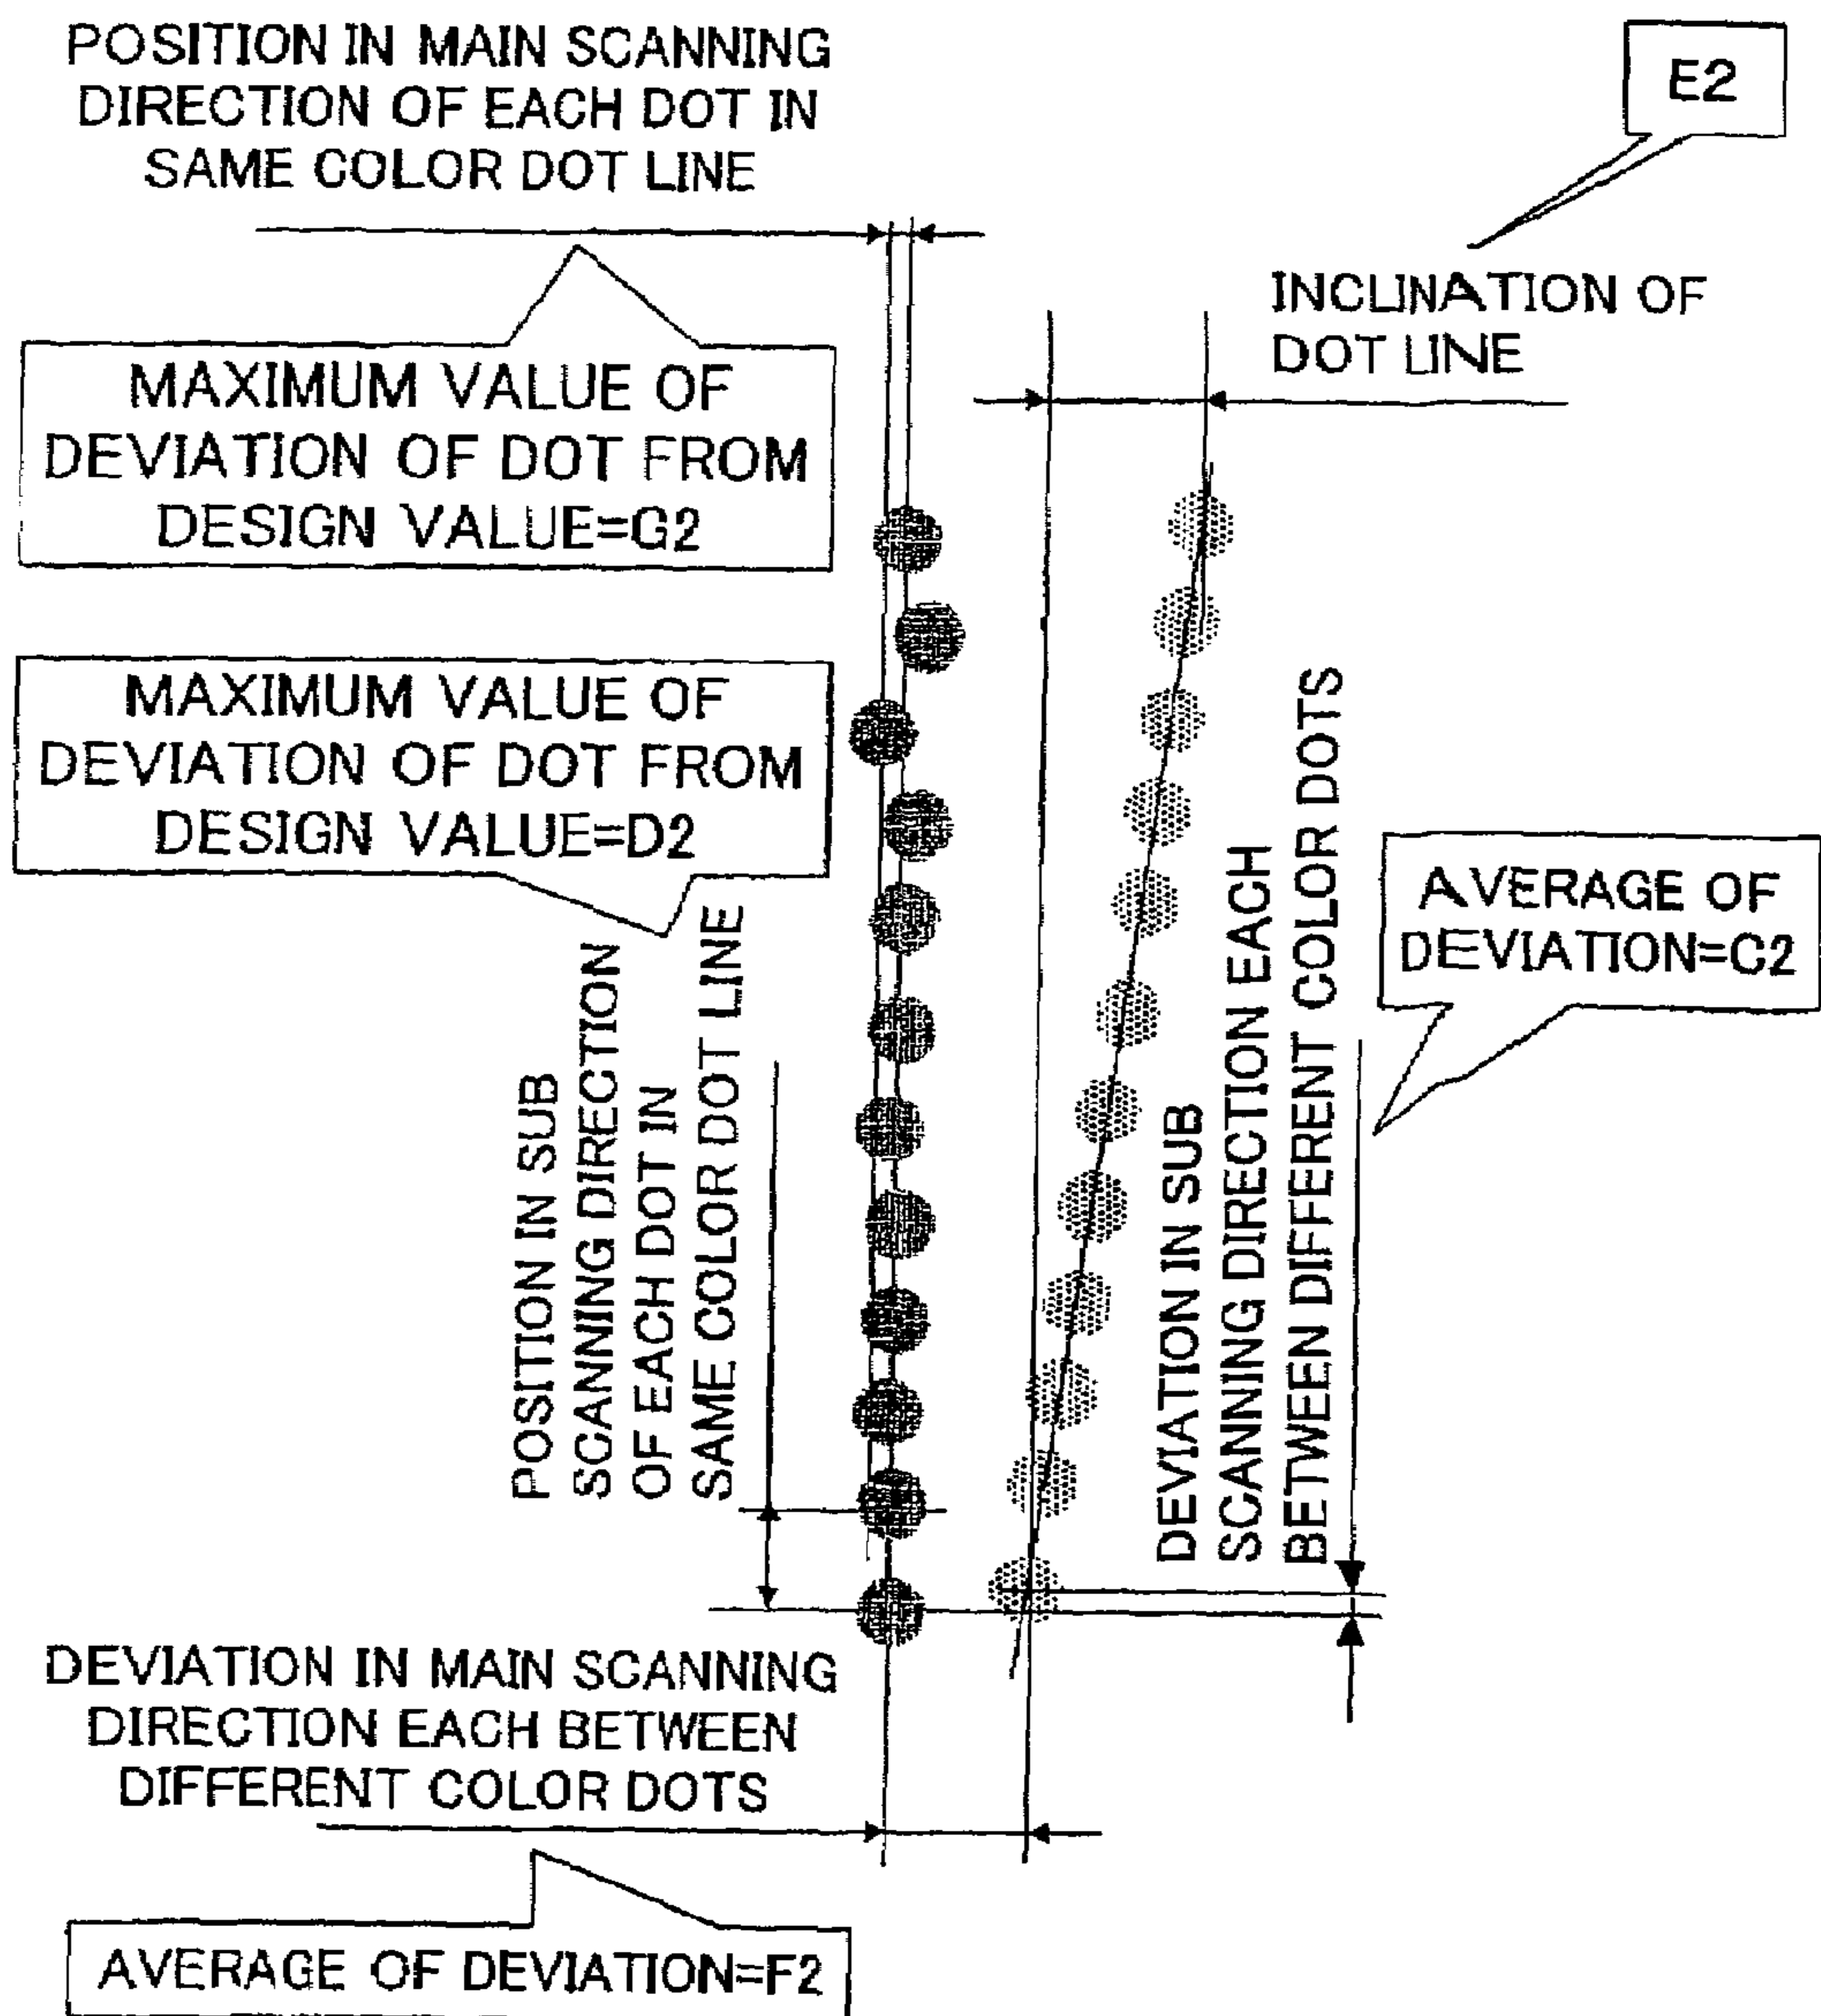 POSITION IN MAIN SCANNING
DIRECTION OF EACH DOT IN
SAME COLOR DOT LINE
E2
INCLINATION OF
DOT LINE
MAXIMUM VALUE OF
DEVIATION OF DOT FROM
DESIGN VALUE=G2
MAXIMUM VALUE OF
DEVIATION OF DOT FROM
DESIGN VALUE=D2
POSITION IN SUB
SCANNING DIRECTION
OF EACH DOT IN
SAME COLOR DOT LINE
DEVIATION IN SUB
SCANNING DIRECTION EACH
BETWEEN DIFFERENT COLOR DOTS
AVERAGE OF
DEVIATION=C2
DEVIATION IN MAIN SCANNING
DIRECTION EACH BETWEEN
DIFFERENT COLOR DOTS
AVERAGE OF DEVIATION=F2